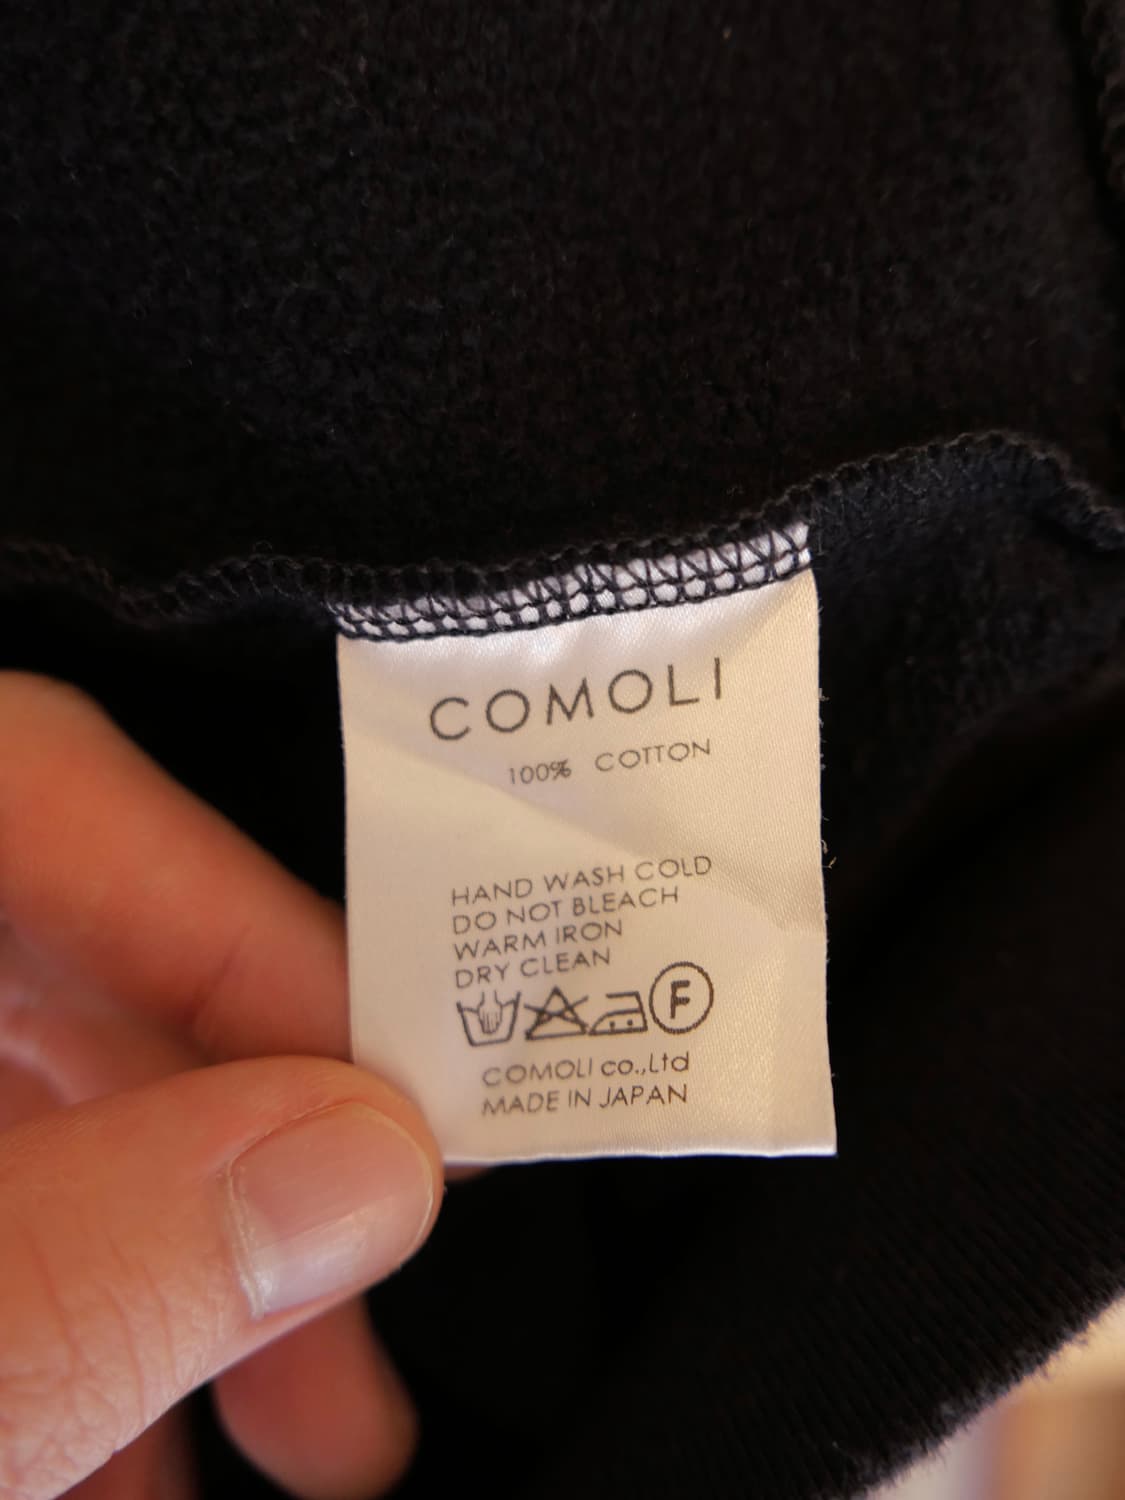 COMOLI
100% COTTON
HAND WASH COLD
DO NOT BLEACH
WARM IRON
DRY CLEAN
F
COMOLI co.,Ltd
MADE IN JAPAN